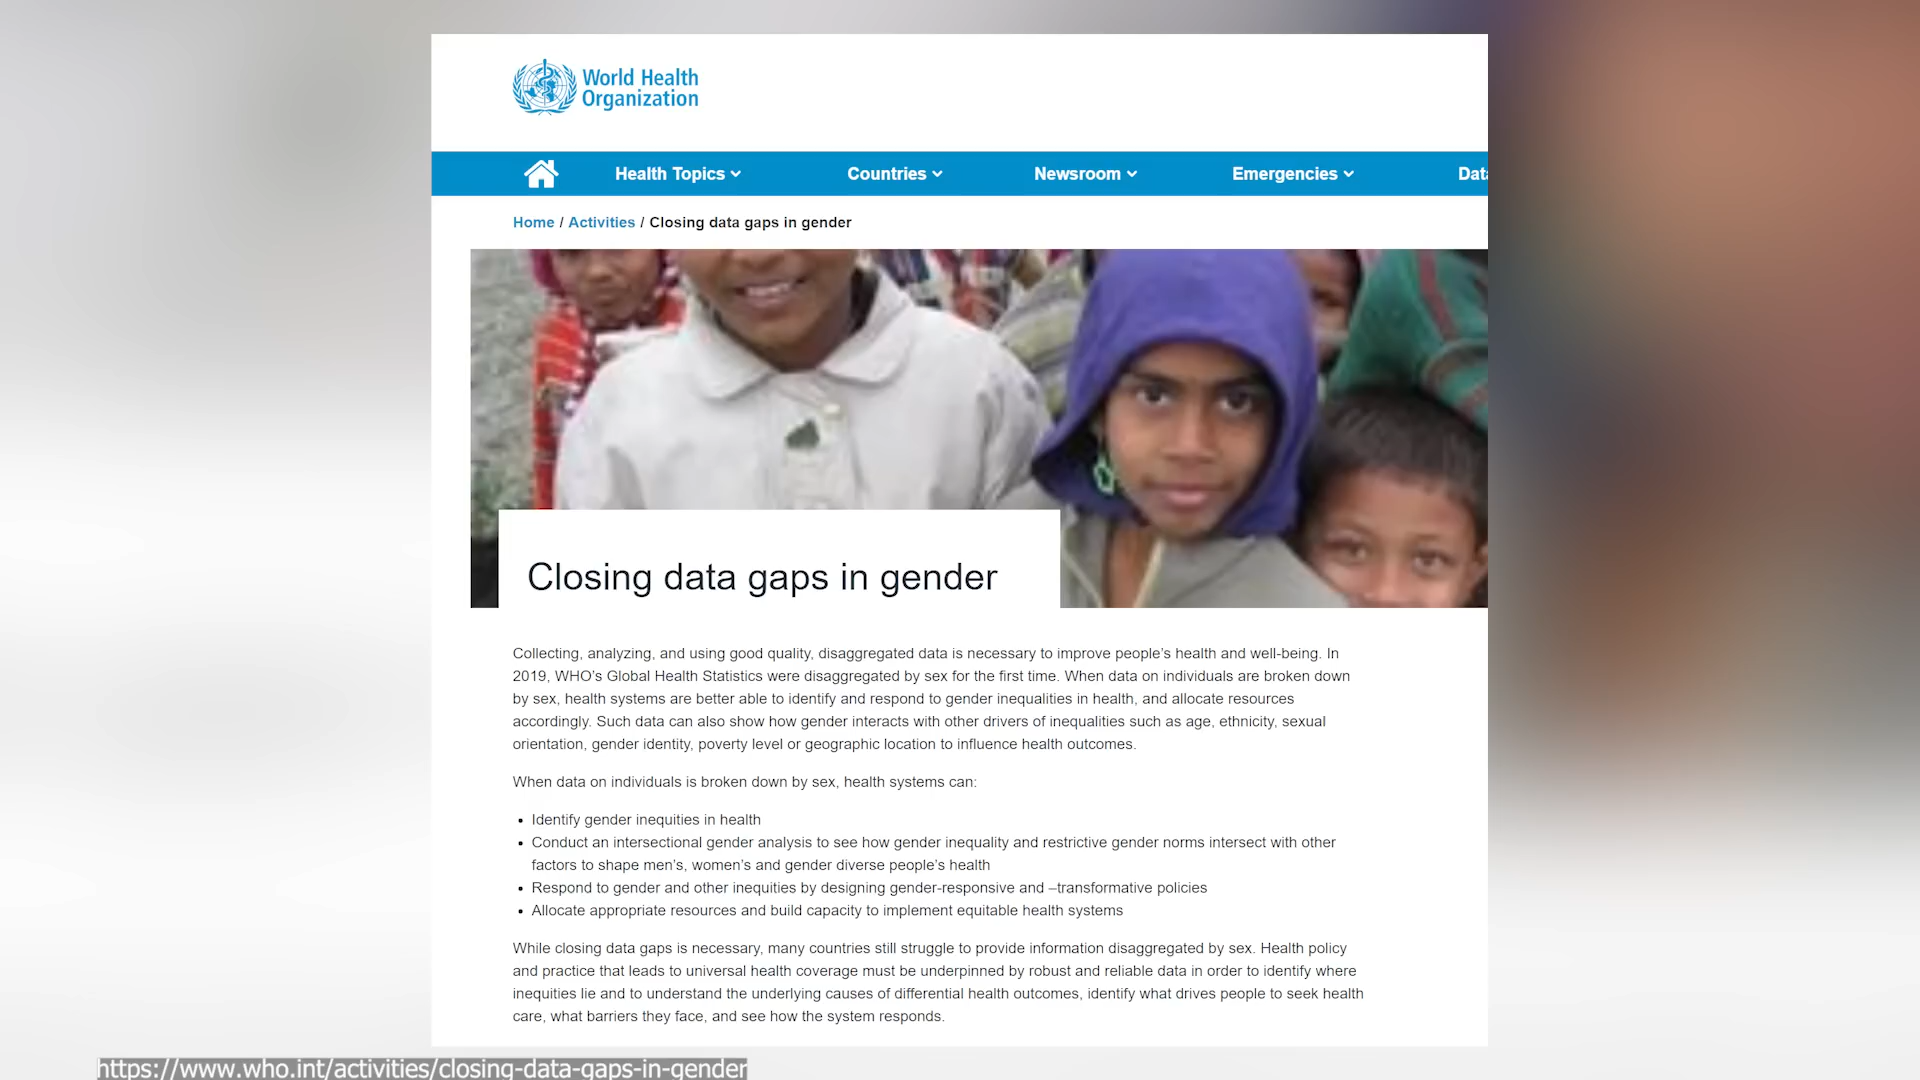 World Health
Organization
Health Topics
Countries
Newsroom
Emergencies
Home / Activities / Closing data gaps in gender
Closing data gaps in gender
Collecting, analyzing, and using good quality, disaggregated data is necessary to improve people’s health and well-being. In
2019, WHO’s Global Health Statistics were disaggregated by sex for the first time. When data on individuals are broken down
by sex, health systems are better able to identify and respond to gender inequalities in health, and allocate resources
accordingly. Such data can also show how gender interacts with other drivers of inequalities such as age, ethnicity, sexual
orientation, gender identity, poverty level or geographic location to influence health outcomes.
When data on individuals is broken down by sex, health systems can:
• Identify gender inequities in health
• Conduct an intersectional gender analysis to see how gender inequality and restrictive gender norms intersect with other
factors to shape men’s, women’s and gender diverse people’s health
• Respond to gender and other inequities by designing gender-responsive and –transformative policies
• Allocate appropriate resources and build capacity to implement equitable health systems
While closing data gaps is necessary, many countries still struggle to provide information disaggregated by sex. Health policy
and practice that leads to universal health coverage must be underpinned by robust and reliable data in order to identify where
inequities lie and to understand the underlying causes of differential health outcomes, identify what drives people to seek health
care, what barriers they face, and see how the system responds.
https://www.who.int/activities/closing-data-gaps-in-gender